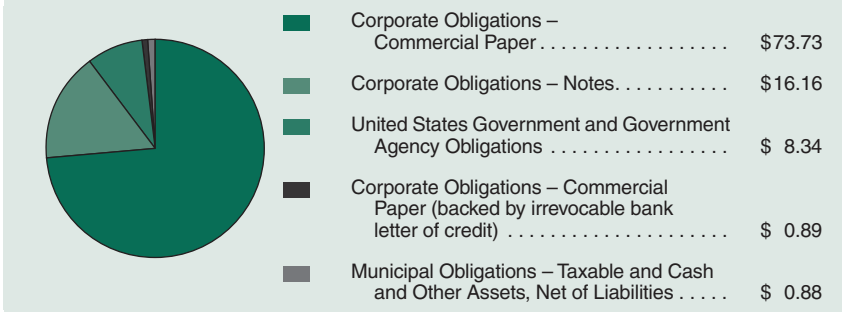 Corporate Obligations –
Commercial Paper . . . . . . . . . . . . . . . . . . $73.73
Corporate Obligations – Notes. . . . . . . . . . . $16.16
United States Government and Government
Agency Obligations . . . . . . . . . . . . . . . . . $ 8.34
Corporate Obligations – Commercial
Paper (backed by irrevocable bank
letter of credit) . . . . . . . . . . . . . . . . . . . . . $ 0.89
Municipal Obligations – Taxable and Cash
and Other Assets, Net of Liabilities . . . . . $ 0.88